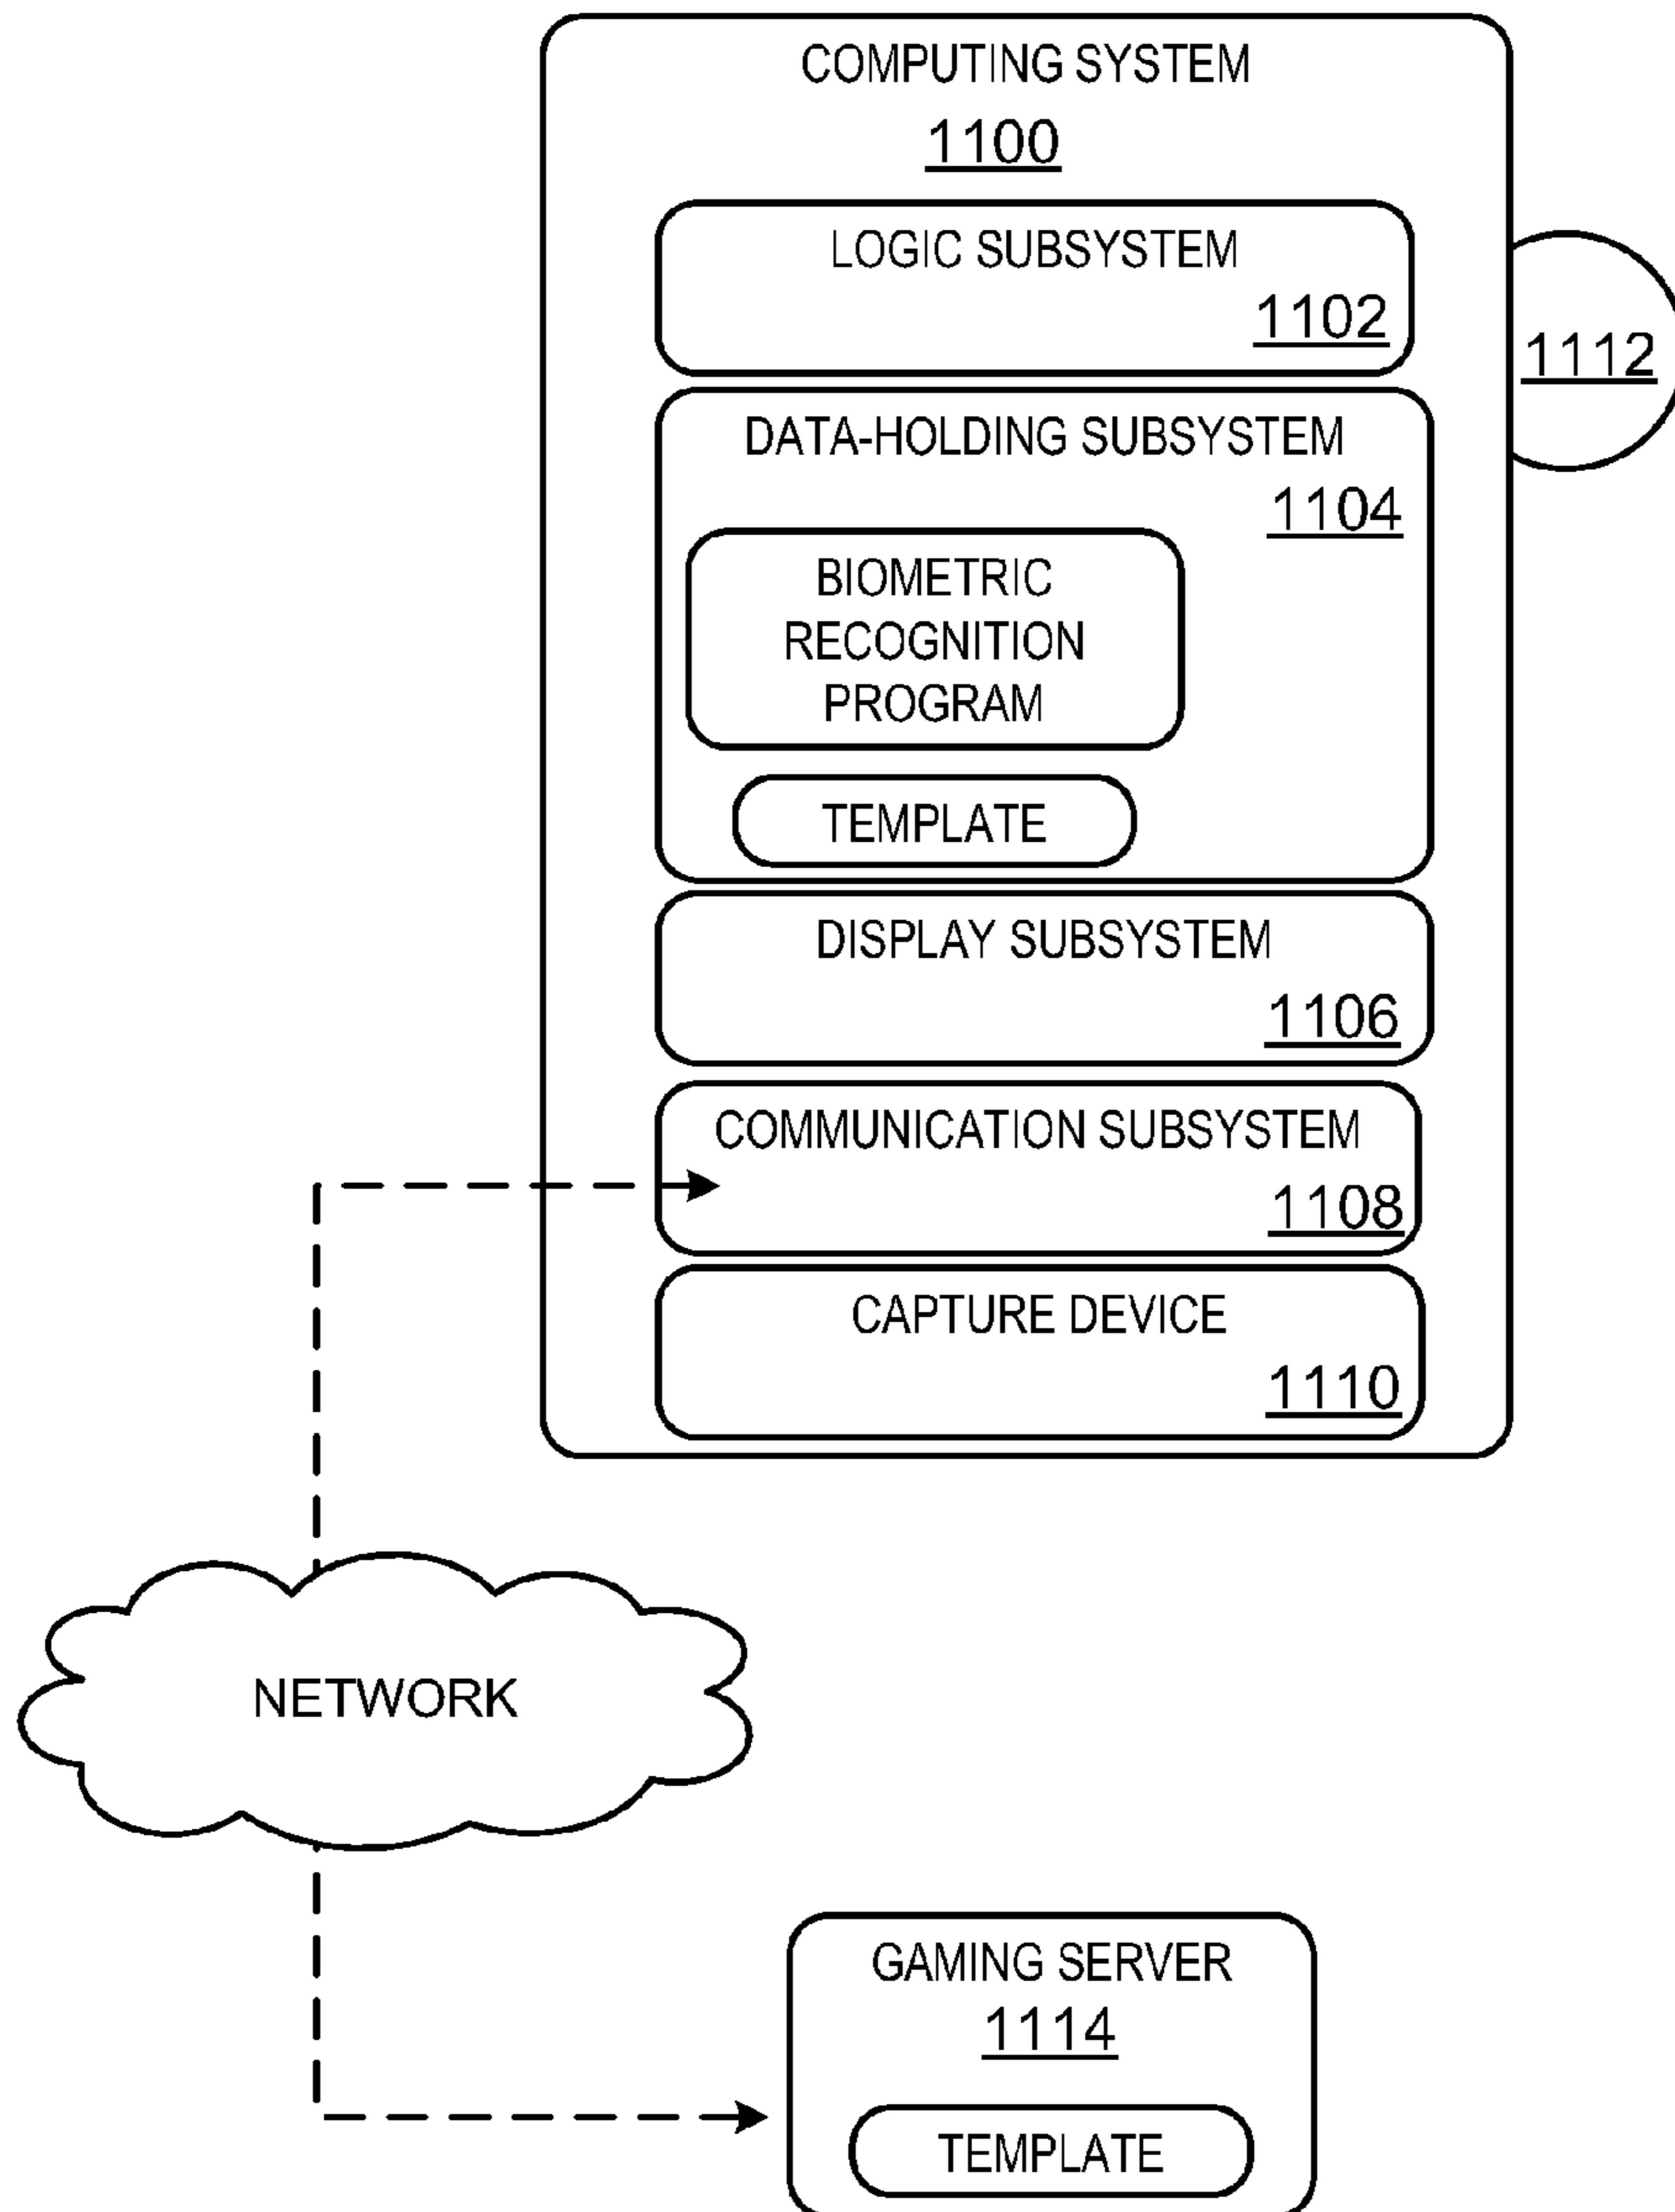 COMPUTING SYSTEM
1100
LOGIC SUBSYSTEM
1102
1112
DATA-HOLDING SUBSYSTEM
1104
BIOMETRIC
RECOGNITION
PROGRAM
TEMPLATE
DISPLAY SUBSYSTEM
1106
COMMUNICATION SUBSYSTEM
1108
CAPTURE DEVICE
1110
NETWORK
GAMING SERVER
1114
TEMPLATE